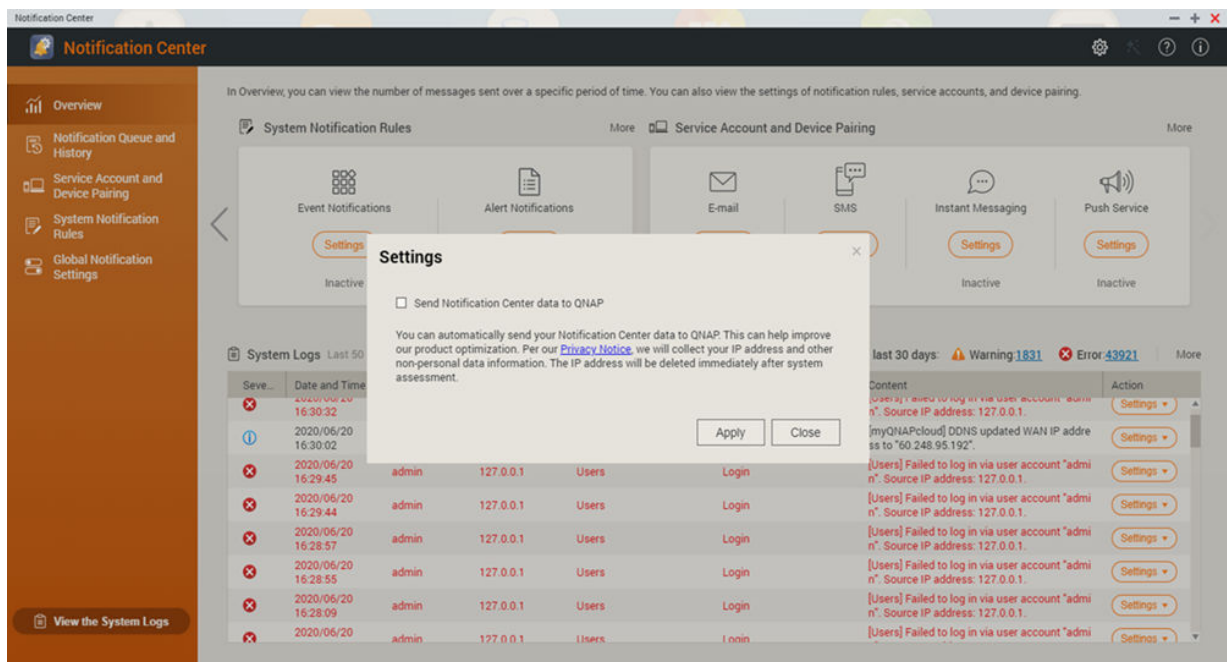 Notification Center
Notification Center
Overview
Notification Queue and
History
Service Account and
Device Pairing
System Notification
Rules
Global Notification
Settings
View the System Logs
In Overview, you can view the number of messages sent over a specific period of time. You can also view the settings of notification rules, service accounts, and device pairing.
System Notification Rules More
Service Account and Device Pairing More
Event Notifications Alert Notifications
E-mail SMS Instant Messaging Push Service
Settings Settings Settings
Inactive Inactive Inactive
Settings
Send Notification Center data to QNAP
You can automatically send your Notification Center data to QNAP. This can help improve
our product optimization. Per our Privacy Notice, we will collect your IP address and other
non-personal data information. The IP address will be deleted immediately after system
assessment.
Apply Close
System Logs Last 50 last 30 days: Warning:1831 Error:43921 More
Seve... Date and Time Content Action
16:30:32 n". Source IP address: 127.0.0.1. Settings
2020/06/20 [myQNAPcloud] DDNS updated WAN IP addre
16:30:02 ss to "60.248.95.192". Settings
2020/06/20 [Users] Failed to log in via user account "admi
16:29:45 admin 127.0.0.1 Users Login n". Source IP address: 127.0.0.1. Settings
2020/06/20 [Users] Failed to log in via user account "admi
16:29:44 admin 127.0.0.1 Users Login n". Source IP address: 127.0.0.1. Settings
2020/06/20 [Users] Failed to log in via user account "admi
16:28:57 admin 127.0.0.1 Users Login n". Source IP address: 127.0.0.1. Settings
2020/06/20 [Users] Failed to log in via user account "admi
16:28:55 admin 127.0.0.1 Users Login n". Source IP address: 127.0.0.1. Settings
2020/06/20 [Users] Failed to log in via user account "admi
16:28:09 admin 127.0.0.1 Users Login n". Source IP address: 127.0.0.1. Settings
2020/06/20 [Users] Failed to log in via user account "admi
admin 127.0.0.1 Users Login Settings